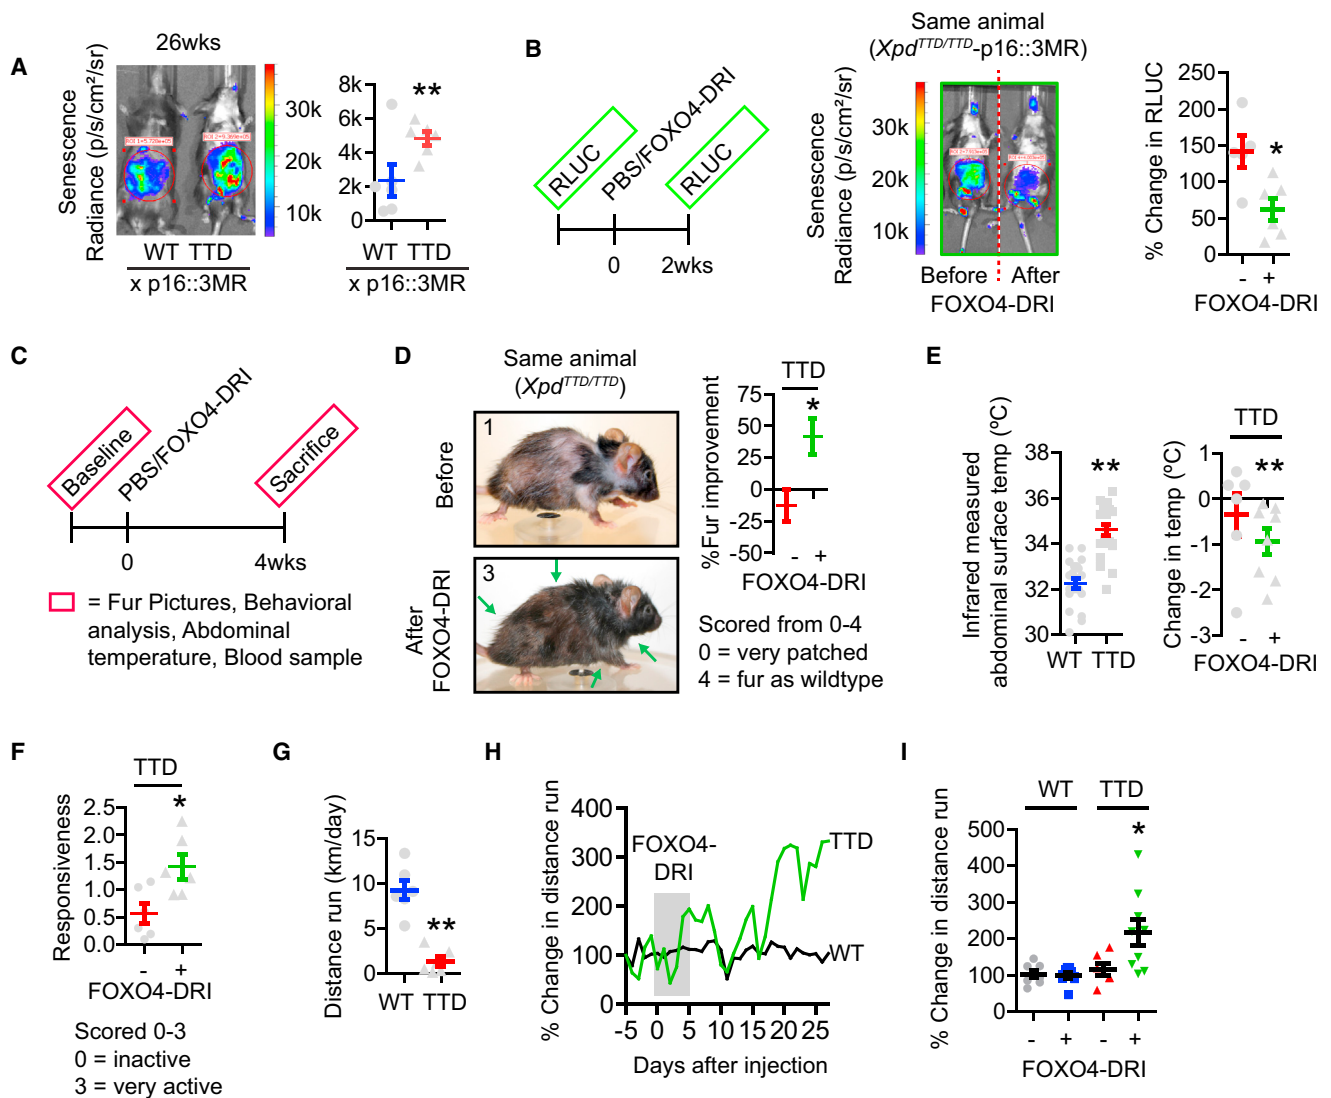 A
26wks
Senescence
Radiance (p/s/cm²/sr)
30k
20k
10k
WT TTD
x p16::3MR
8k
6k
4k
2k
0
**
WT TTD
x p16::3MR
B
RLUC
PBS/FOXO4-DRI
RLUC
0
2wks
Same animal
(Xpd^TTD/TTD-p16::3MR)
Senescence
Radiance (p/s/cm²/sr)
30k
20k
10k
Before
After
FOXO4-DRI
% Change in RLUC
250
200
150
100
50
0
*
- +
FOXO4-DRI
C
Baseline
PBS/FOXO4-DRI
Sacrifice
0
4wks
= Fur Pictures, Behavioral
analysis, Abdominal
temperature, Blood sample
D
Same animal
(Xpd^TTD/TTD)
Before
1
After
FOXO4-DRI
3
%Fur improvement
TTD
75
50
25
0
-25
-50
*
- +
FOXO4-DRI
Scored from 0-4
0 = very patched
4 = fur as wildtype
E
Infrared measured
abdominal surface temp (ºC)
38
36
34
32
30
**
WT TTD
Change in temp (ºC)
TTD
1
0
-1
-2
-3
**
- +
FOXO4-DRI
F
Responsiveness
TTD
2.5
2.0
1.5
1.0
0.5
0.0
*
- +
FOXO4-DRI
Scored 0-3
0 = inactive
3 = very active
G
Distance run (km/day)
15
10
5
0
**
WT TTD
H
% Change in distance run
400
300
200
100
0
FOXO4-
DRI
TTD
WT
-5 0 5 10 15 20 25
Days after injection
I
% Change in distance run
WT TTD
500
400
300
200
100
0
*
- + - +
FOXO4-DRI